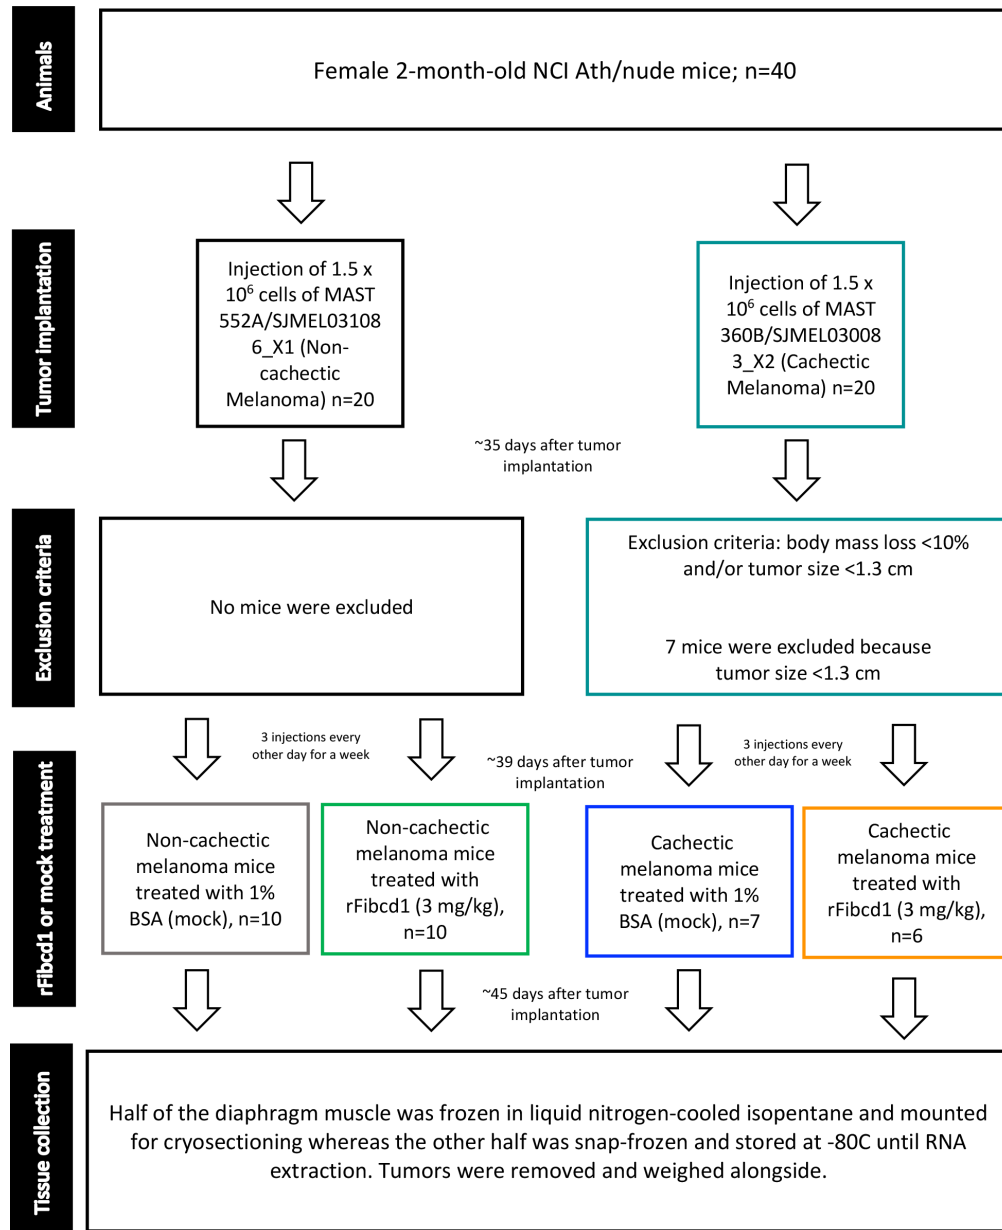 Animals
Female 2-month-old NCI Ath/nude mice; n=40
Tumor implantation
Injection of 1.5 x
10⁶ cells of MAST
552A/SJMEL03108
6_X1 (Non-
cachectic
Melanoma) n=20
Injection of 1.5 x
10⁶ cells of MAST
360B/SJMEL03008
3_X2 (Cachectic
Melanoma) n=20
~35 days after tumor
implantation
Exclusion criteria
No mice were excluded
Exclusion criteria: body mass loss <10%
and/or tumor size <1.3 cm
7 mice were excluded because
tumor size <1.3 cm
3 injections every
other day for a week
~39 days after tumor
implantation
3 injections every
other day for a week
rFibcd1 or mock treatment
Non-cachectic
melanoma mice
treated with 1%
BSA (mock), n=10
Non-cachectic
melanoma mice
treated with
rFibcd1 (3 mg/kg),
n=10
Cachectic
melanoma mice
treated with 1%
BSA (mock), n=7
Cachectic
melanoma mice
treated with
rFibcd1 (3 mg/kg),
n=6
~45 days after tumor
implantation
Tissue collection
Half of the diaphragm muscle was frozen in liquid nitrogen-cooled isopentane and mounted
for cryosectioning whereas the other half was snap-frozen and stored at -80C until RNA
extraction. Tumors were removed and weighed alongside.